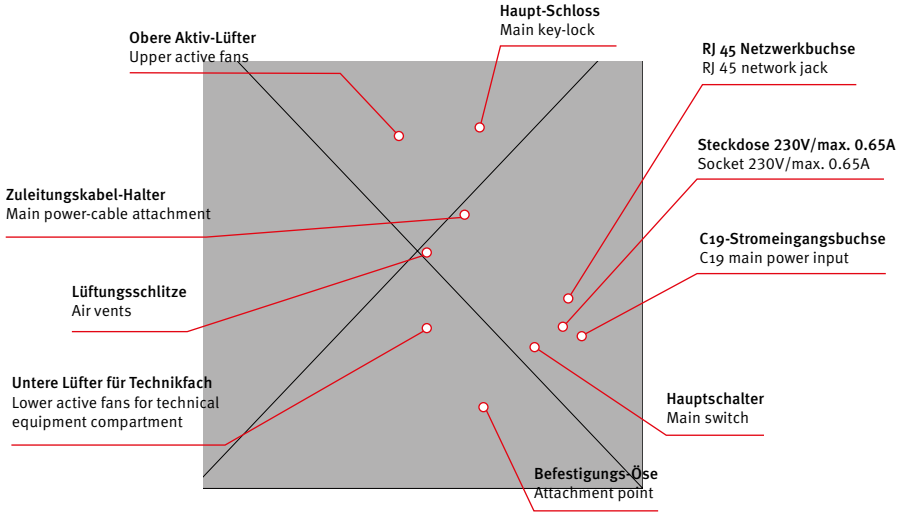 Haupt-Schloss
Main key-lock
Obere Aktiv-Lüfter
Upper active fans
RJ 45 Netzwerkbuchse
RJ 45 network jack
Steckdose 230V/max. 0.65A
Socket 230V/max. 0.65A
Zuleitungskabel-Halter
Main power-cable attachment
C19-Stromeingangsbuchse
C19 main power input
Lüftungsschlitze
Air vents
Untere Lüfter für Technikfach
Lower active fans for technical
equipment compartment
Hauptschalter
Main switch
Befestigungs-Öse
Attachment point